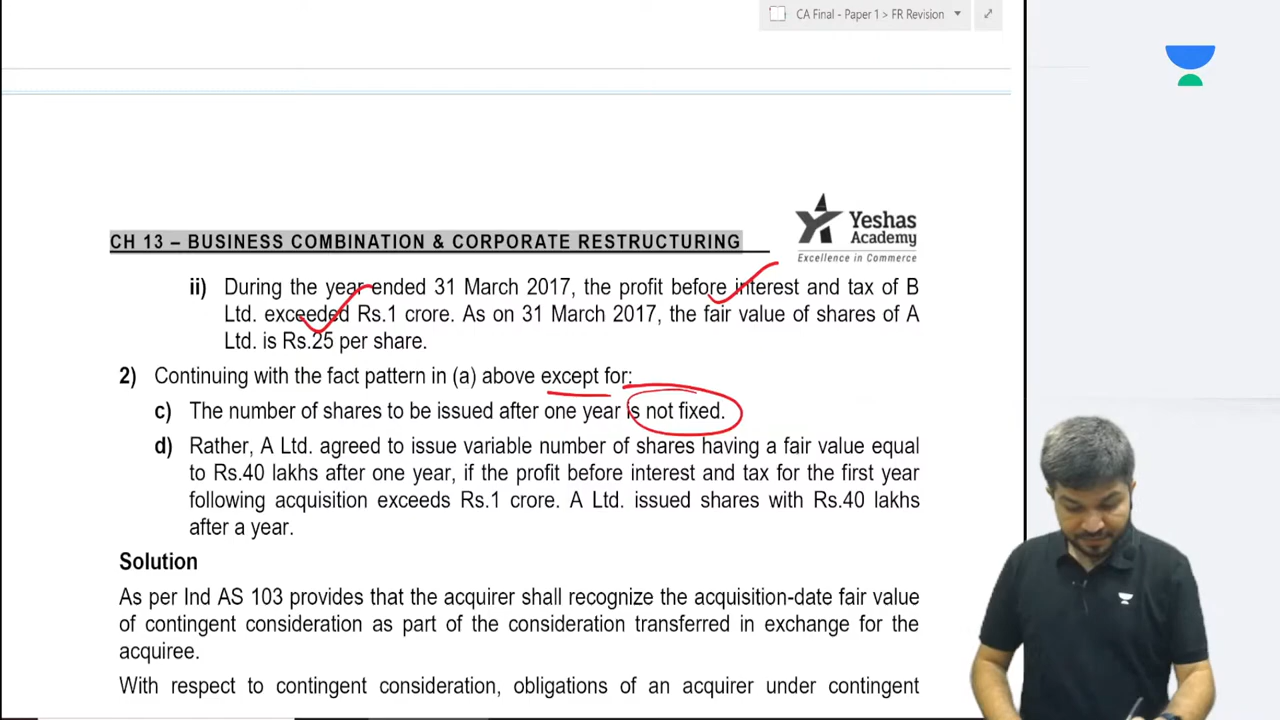 CA Final - Paper 1 > FR Revision
Yeshas
Academy
Excellence in Commerce
CH 13 – BUSINESS COMBINATION & CORPORATE RESTRUCTURING
ii) During the year ended 31 March 2017, the profit before interest and tax of B
Ltd. exceeded Rs.1 crore. As on 31 March 2017, the fair value of shares of A
Ltd. is Rs.25 per share.
2) Continuing with the fact pattern in (a) above except for:
c) The number of shares to be issued after one year is not fixed.
d) Rather, A Ltd. agreed to issue variable number of shares having a fair value equal
to Rs.40 lakhs after one year, if the profit before interest and tax for the first year
following acquisition exceeds Rs.1 crore. A Ltd. issued shares with Rs.40 lakhs
after a year.
Solution
As per Ind AS 103 provides that the acquirer shall recognize the acquisition-date fair value
of contingent consideration as part of the consideration transferred in exchange for the
acquiree.
With respect to contingent consideration, obligations of an acquirer under contingent